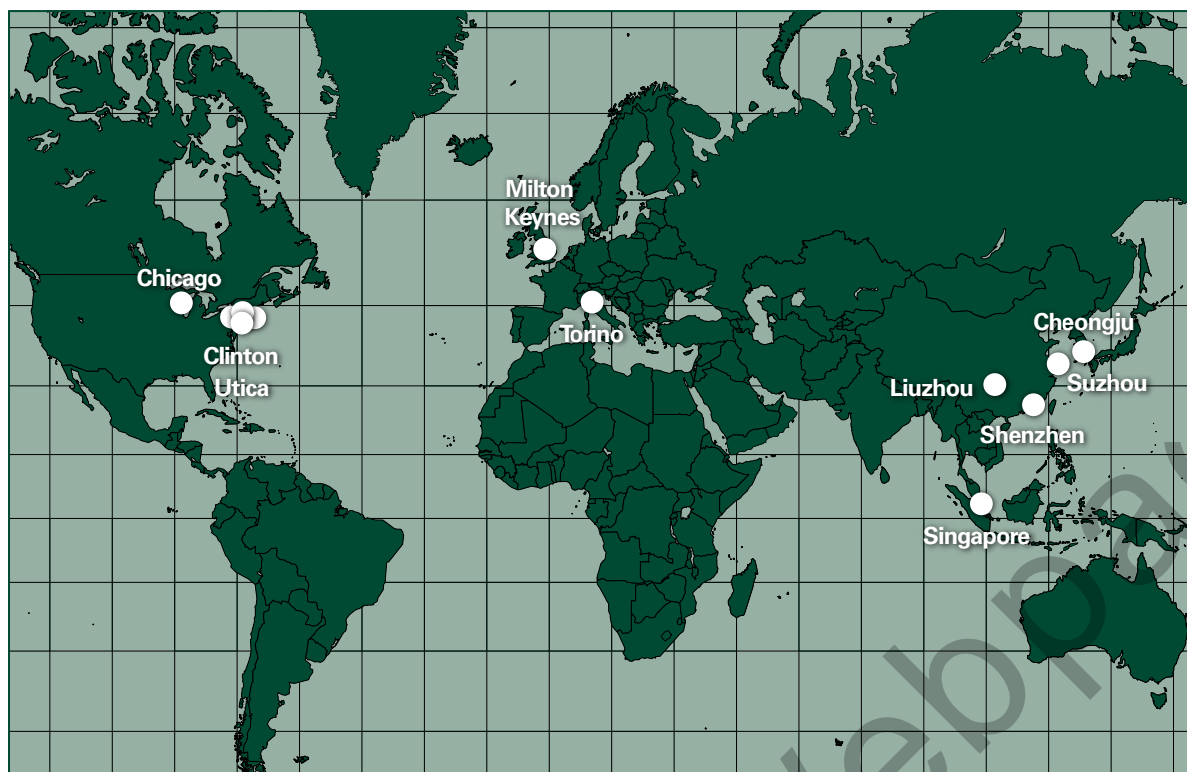 Milton
Keynes
Chicago
Torino
Cheongju
Clinton
Utica
Liuzhou
Suzhou
Shenzhen
Singapore